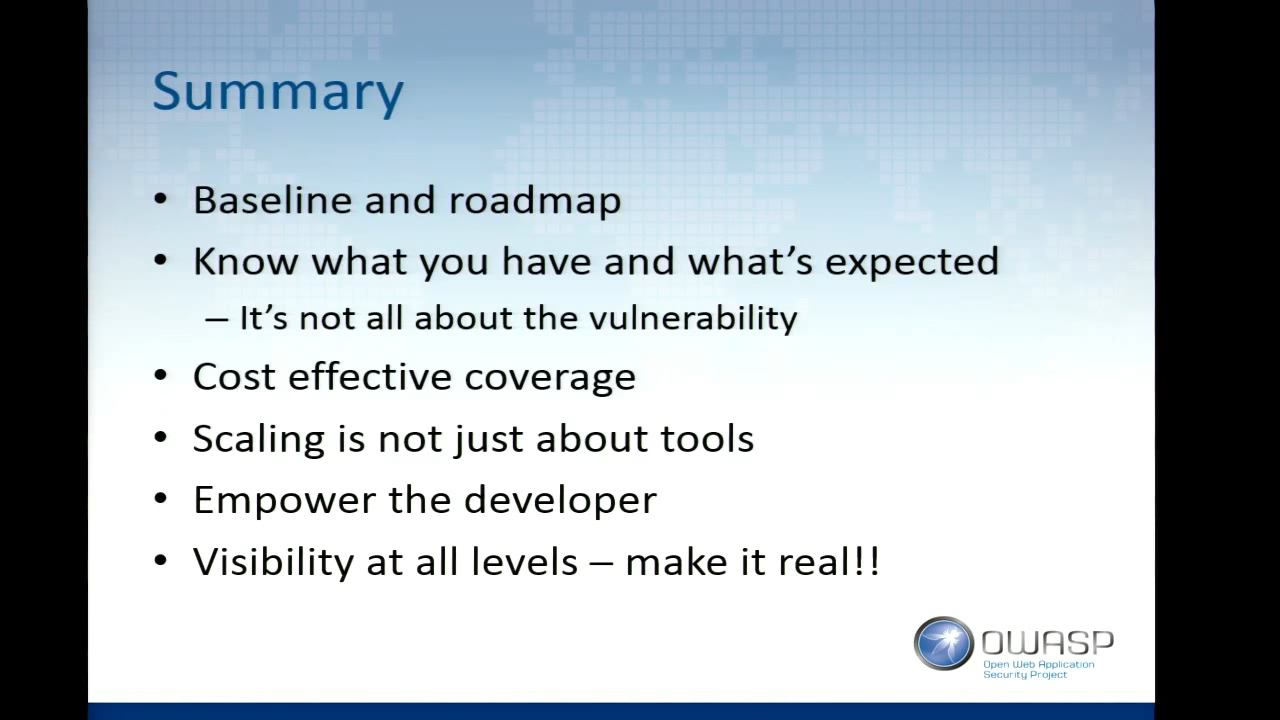 Summary
• Baseline and roadmap
• Know what you have and what’s expected
– It’s not all about the vulnerability
• Cost effective coverage
• Scaling is not just about tools
• Empower the developer
• Visibility at all levels – make it real!!
OWASP
Open Web Application
Security Project